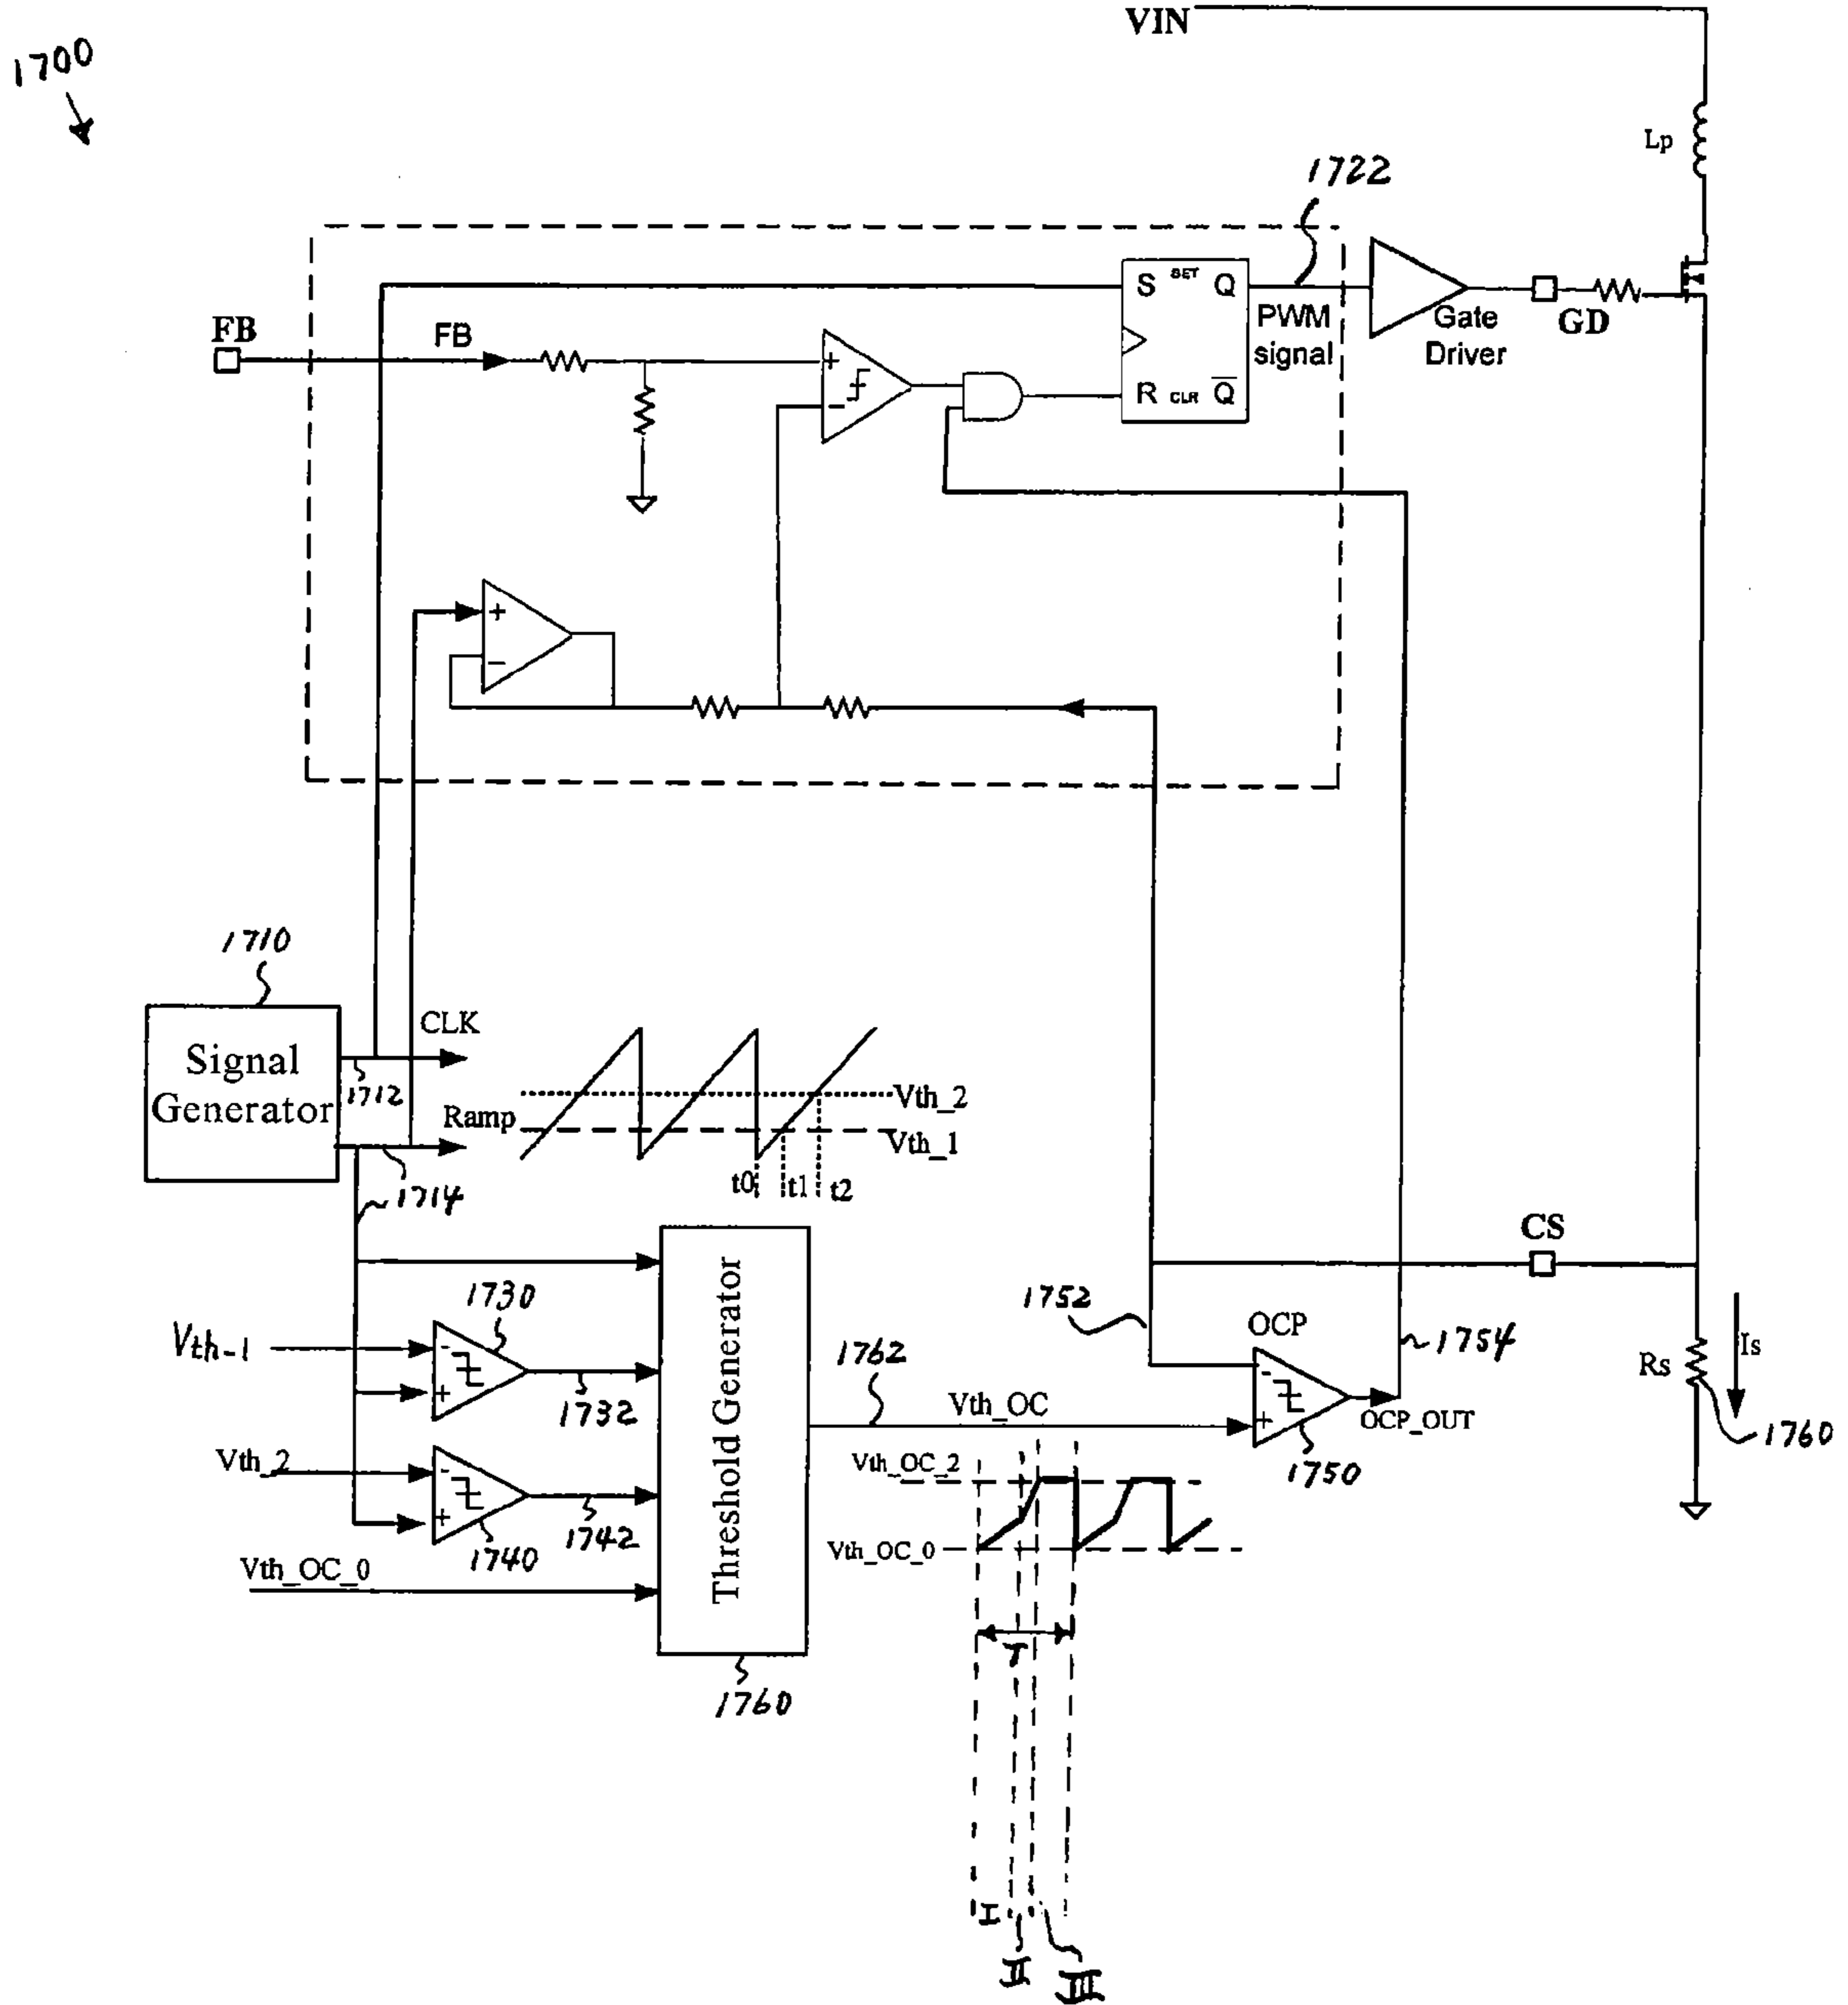 VIN
1700
Lp
1722
S SET Q
PWM
signal
Gate
Driver
GD
FB
FB
+
-
R CLR Q̅
+
-
1710
Signal
Generator
CLK
1712
Ramp
Vth_2
Vth_1
t0 t1 t2
1714
CS
Threshold Generator
1730
1752
OCP
1754
Is
Rs
Vth-1
-
+
1732
1762
Vth_OC
-
+
OCP_OUT
1760
1750
Vth_2
-
+
1742
1740
Vth_OC_2
Vth_OC_0
Vth_OC_0
T
1760
I
II
III